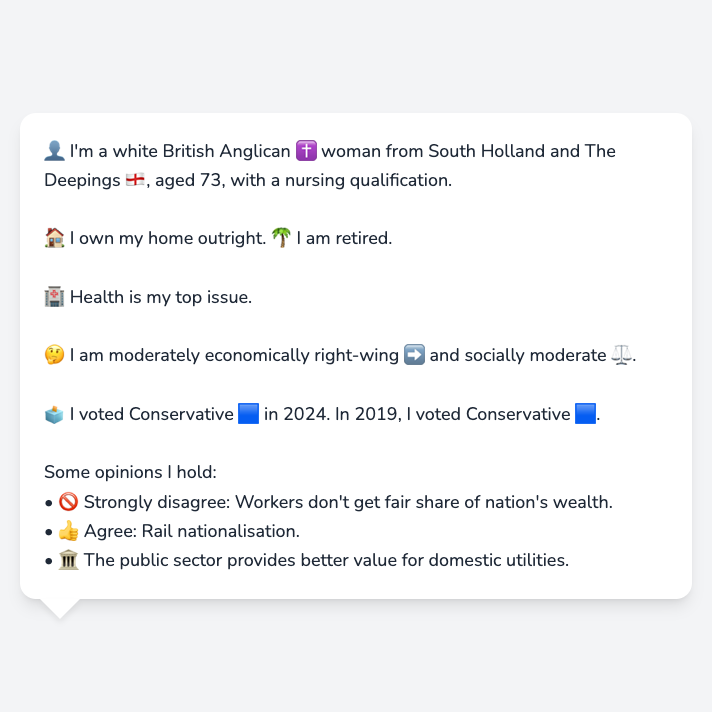 👤 I'm a white British Anglican ✝️ woman from South Holland and The
Deepings 🏴󠁧󠁢󠁥󠁮󠁧󠁿, aged 73, with a nursing qualification.
🏠 I own my home outright. 🌴 I am retired.
🏥 Health is my top issue.
🤔 I am moderately economically right-wing ➡️ and socially moderate ⚖️.
🗳️ I voted Conservative 🟦 in 2024. In 2019, I voted Conservative 🟦.
Some opinions I hold:
• 🚫 Strongly disagree: Workers don't get fair share of nation's wealth.
• 👍 Agree: Rail nationalisation.
• 🏛️ The public sector provides better value for domestic utilities.